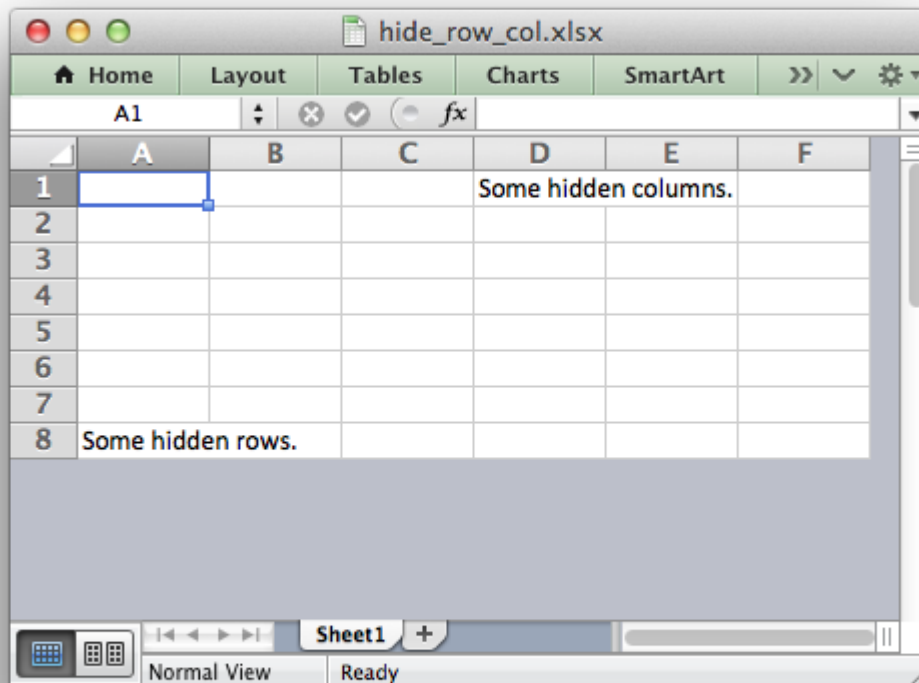 hide_row_col.xlsx
Home Layout Tables Charts SmartArt
A1 fx
A B C D E F
1 Some hidden columns.
2
3
4
5
6
7
8 Some hidden rows.
Sheet1
Normal View Ready